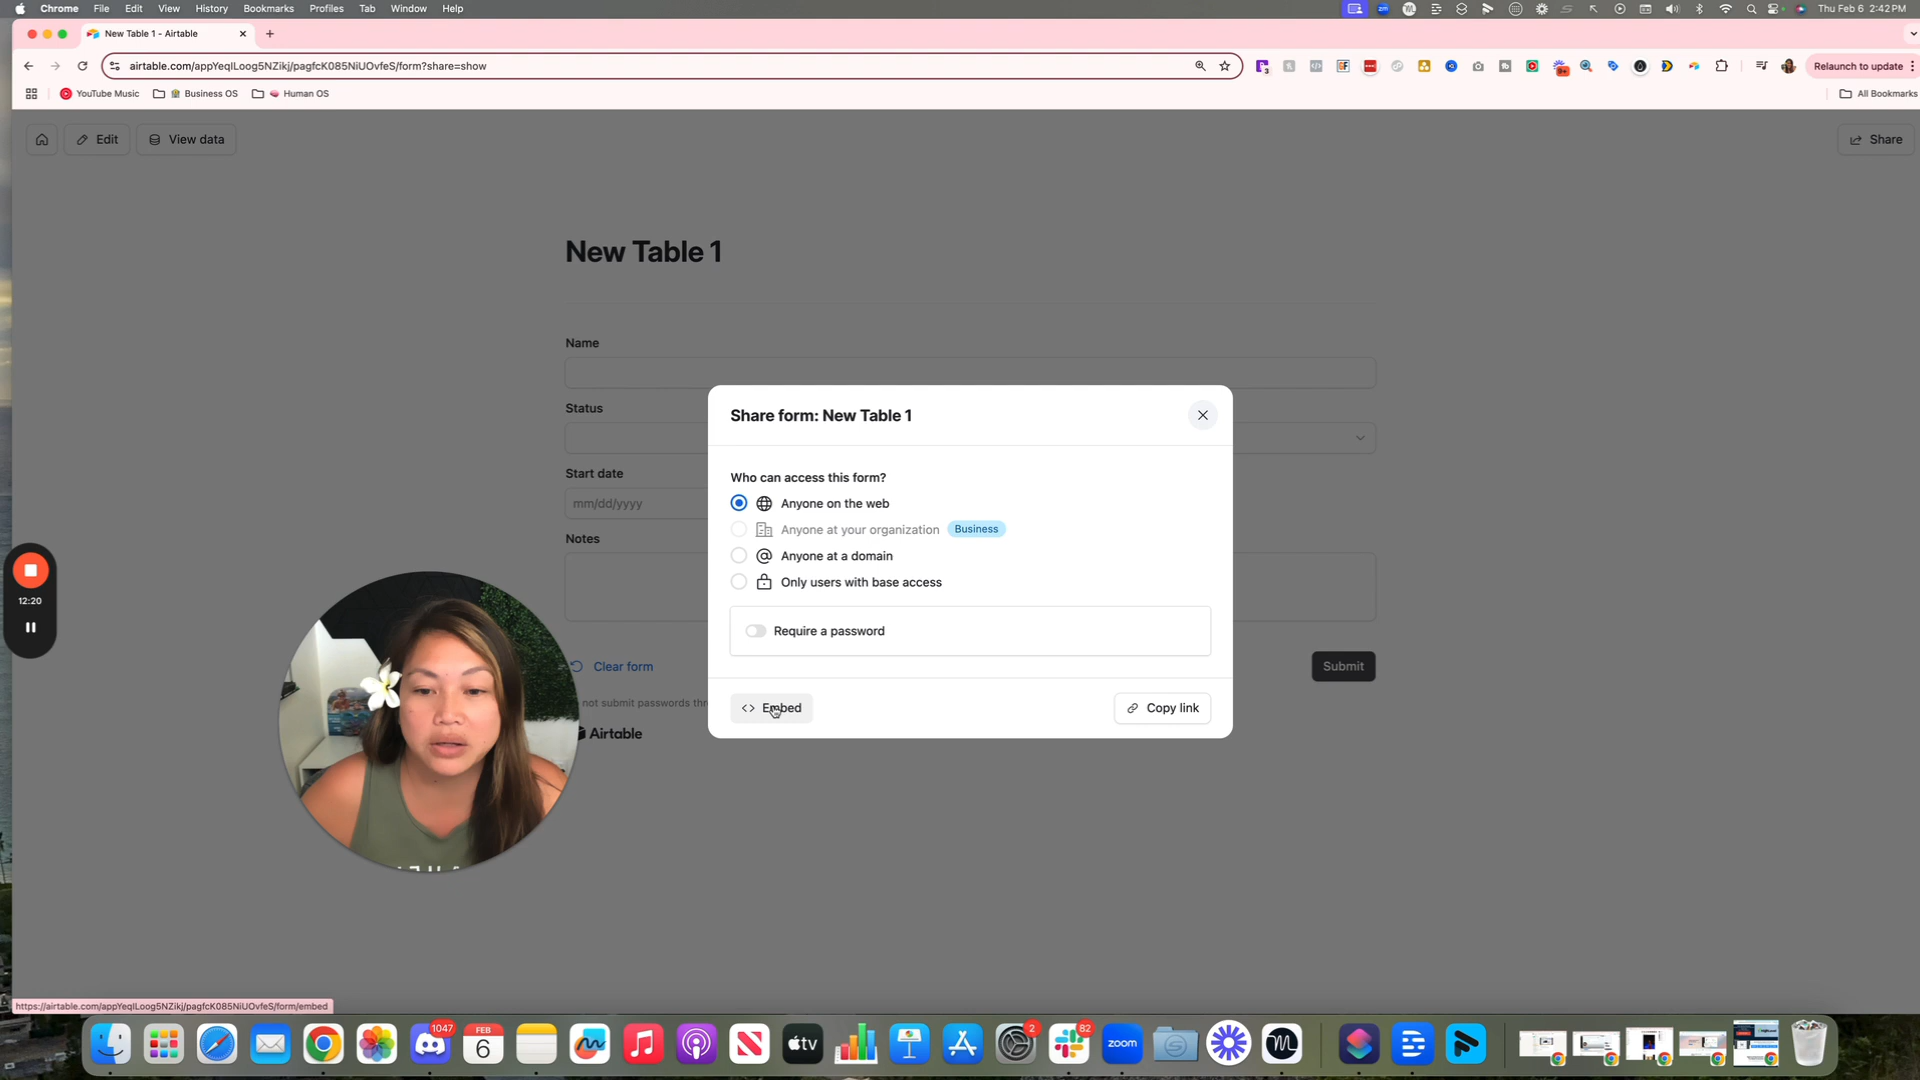 Chrome File Edit View History Bookmarks Profiles Tab Window Help
Thu Feb 6 2:42 PM
New Table 1 - Airtable
airtable.com/appYeqILoog5NZikj/pagfcK085NiUOvfeS/form?share=show
Relaunch to update
YouTube Music Business OS Human OS
All Bookmarks
Edit
View data
Share
New Table 1
Name
Status
Start date
mm/dd/yyyy
Notes
Clear form
Submit
not submit passwords thr
Airtable
Share form: New Table 1
Who can access this form?
Anyone on the web
Anyone at your organization Business
Anyone at a domain
Only users with base access
Require a password
Embed
Copy link
12:20
https://airtable.com/appYeqILoog5NZikj/pagfcK085NiUOvfeS/form/embed
1047
FEB
6
tv
2
82
zoom